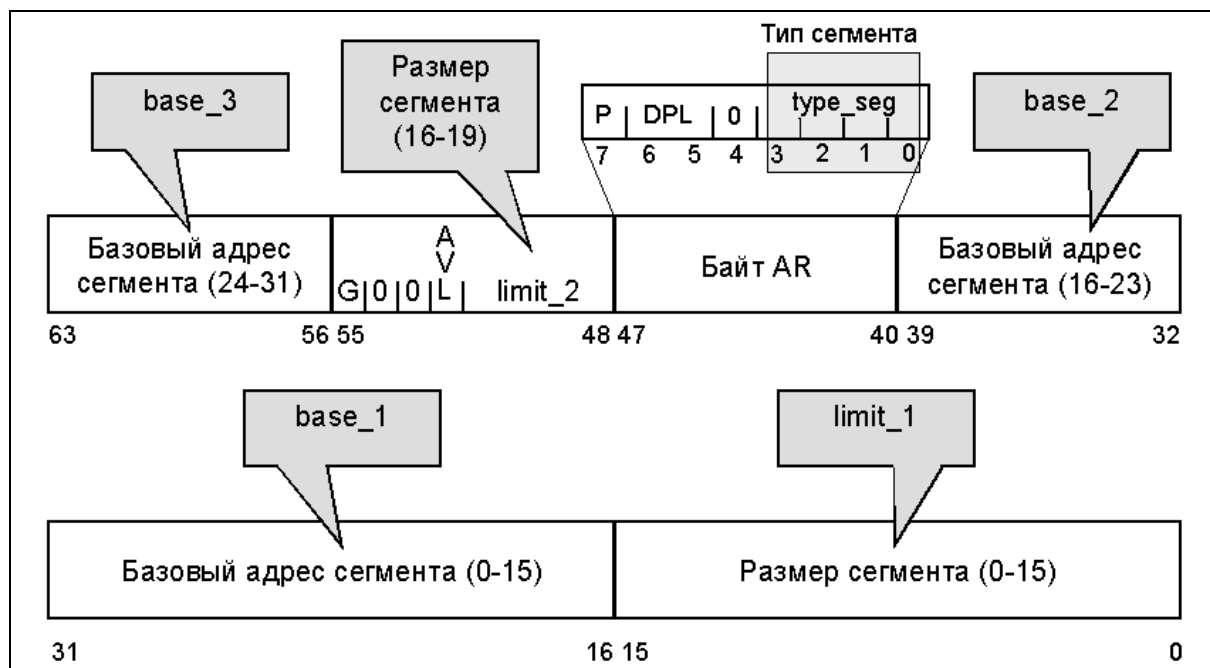 Тип сегмента
base_3
Размер
сегмента
(16-19)
P DPL 0 type_seg
7 6 5 4 3 2 1 0
base_2
Базовый адрес
сегмента (24-31)
A
V
G 0 0 L limit_2
Байт AR
Базовый адрес
сегмента (16-23)
63 56 55 48 47 40 39 32
base_1
limit_1
Базовый адрес сегмента (0-15)
Размер сегмента (0-15)
31 16 15 0